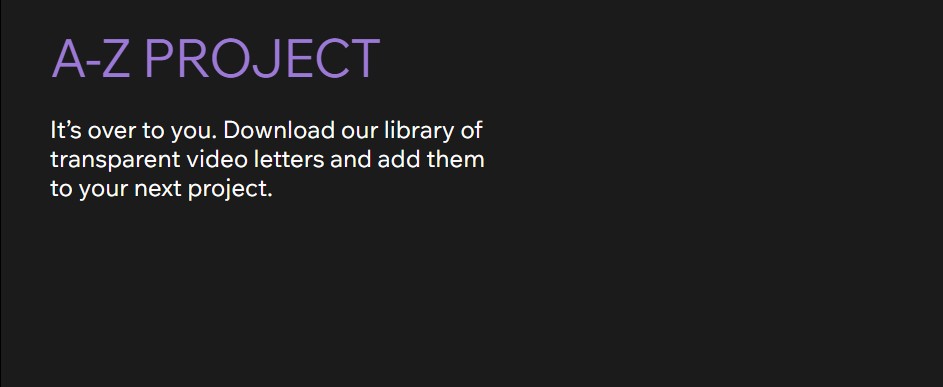 A-Z PROJECT
It’s over to you. Download our library of
transparent video letters and add them
to your next project.